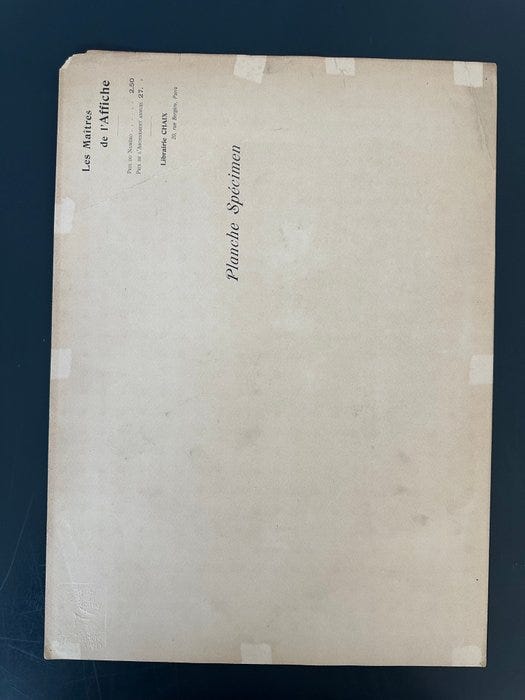 Les Maîtres
de l'Affiche
Prix du Numéro . . . . . . 2.50
Prix de l'Abonnement annuel 27. »
Librairie CHAIX
20, rue Bergère, Paris
Planche Spécimen